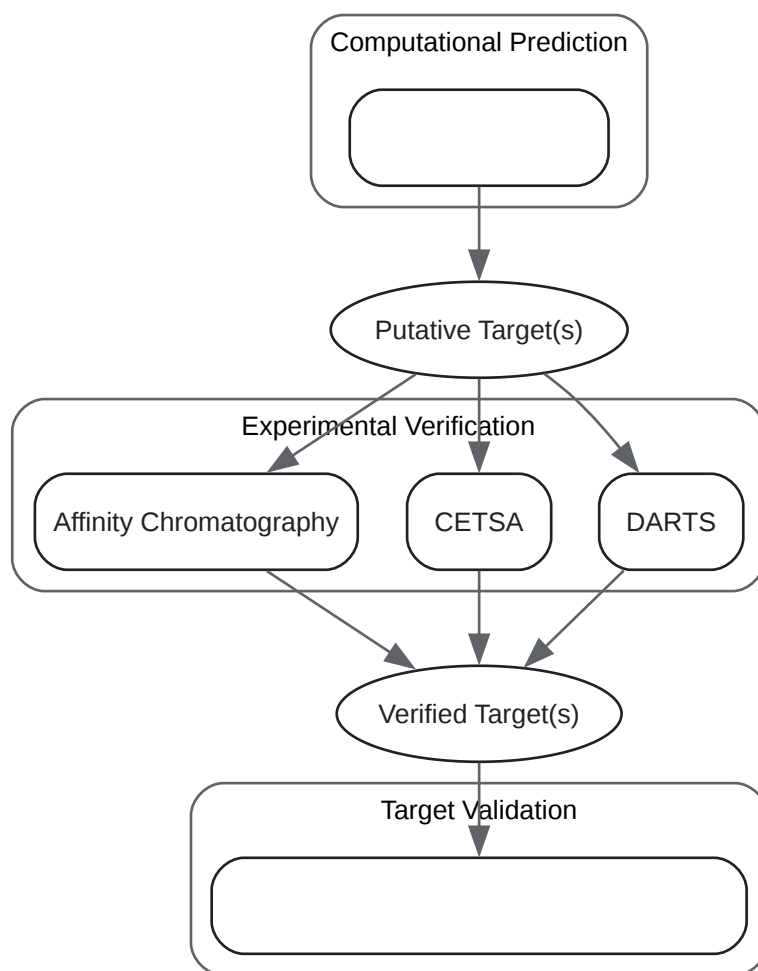 Computational Prediction
Putative Target(s)
Experimental Verification
Affinity Chromatography
CETSA
DARTS
Verified Target(s)
Target Validation